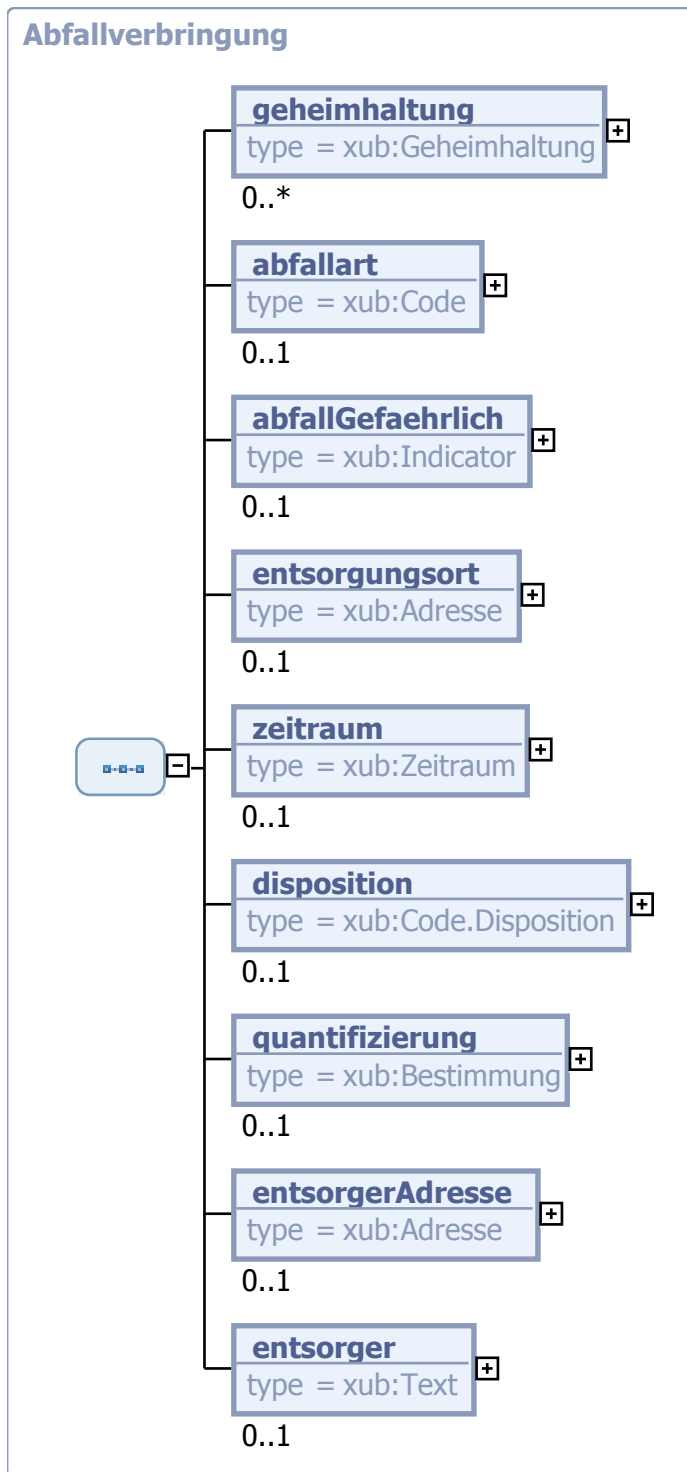 Abfallverbringung
geheimhaltung
type = xub:Geheimhaltung
0..*
abfallart
type = xub:Code
0..1
abfallGefaehrlich
type = xub:Indicator
0..1
entsorgungsort
type = xub:Adresse
0..1
zeitraum
type = xub:Zeitraum
0..1
disposition
type = xub:Code.Disposition
0..1
quantifizierung
type = xub:Bestimmung
0..1
entsorgerAdresse
type = xub:Adresse
0..1
entsorger
type = xub:Text
0..1